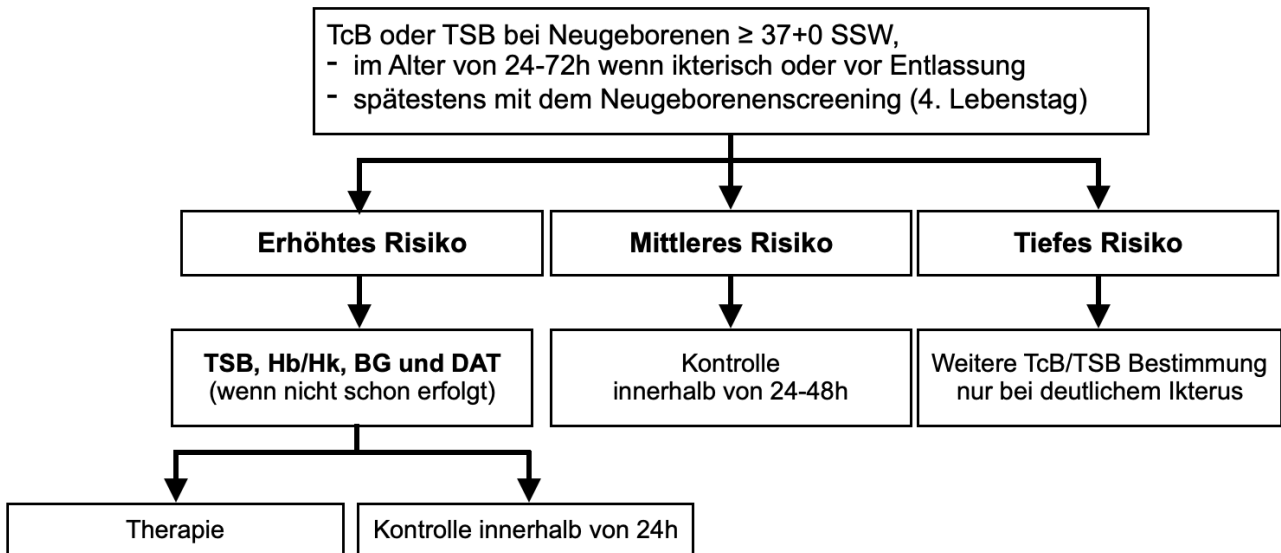 TcB oder TSB bei Neugeborenen ≥ 37+0 SSW,
- im Alter von 24-72h wenn ikterisch oder vor Entlassung
- spätestens mit dem Neugeborenenscreening (4. Lebenstag)
Erhöhtes Risiko
Mittleres Risiko
Tiefes Risiko
TSB, Hb/Hk, BG und DAT
(wenn nicht schon erfolgt)
Kontrolle
innerhalb von 24-48h
Weitere TcB/TSB Bestimmung
nur bei deutlichem Ikterus
Therapie
Kontrolle innerhalb von 24h